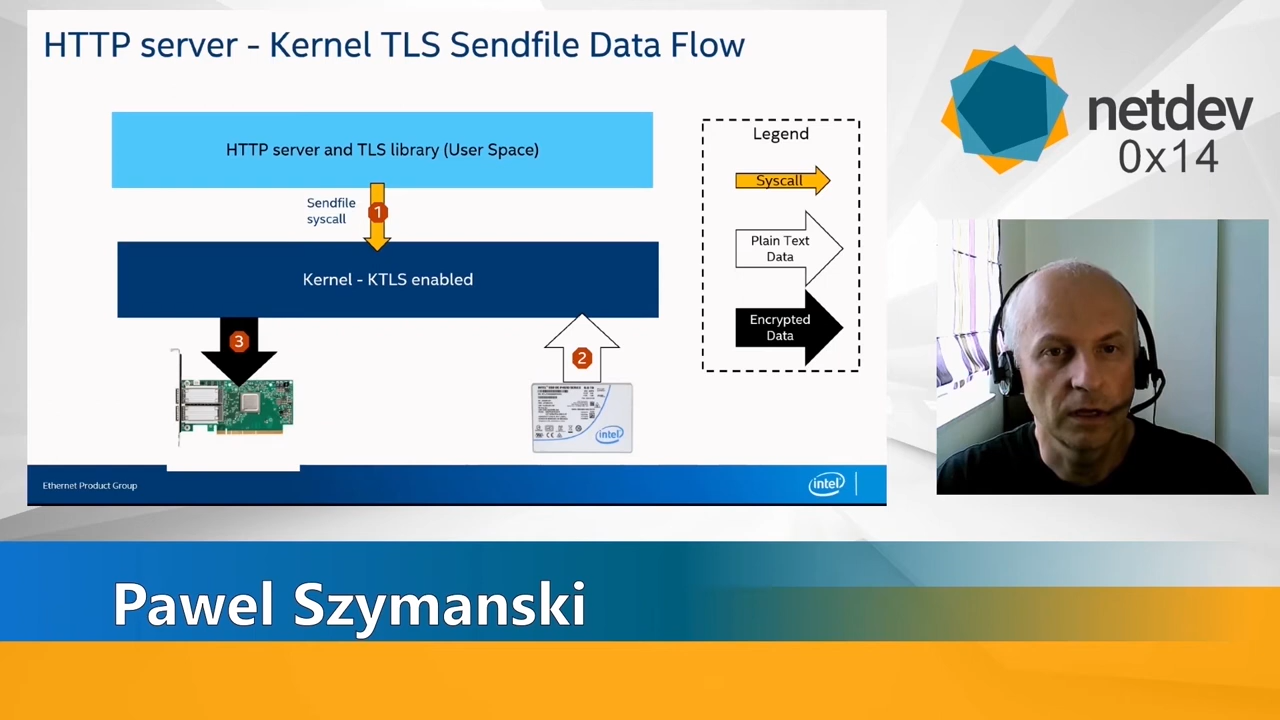 HTTP server - Kernel TLS Sendfile Data Flow
HTTP server and TLS library (User Space)
Sendfile
syscall
1
Kernel - KTLS enabled
3
2
intel
Legend
Syscall
Plain Text
Data
Encrypted
Data
Ethernet Product Group
intel
netdev
0x14
Pawel Szymanski